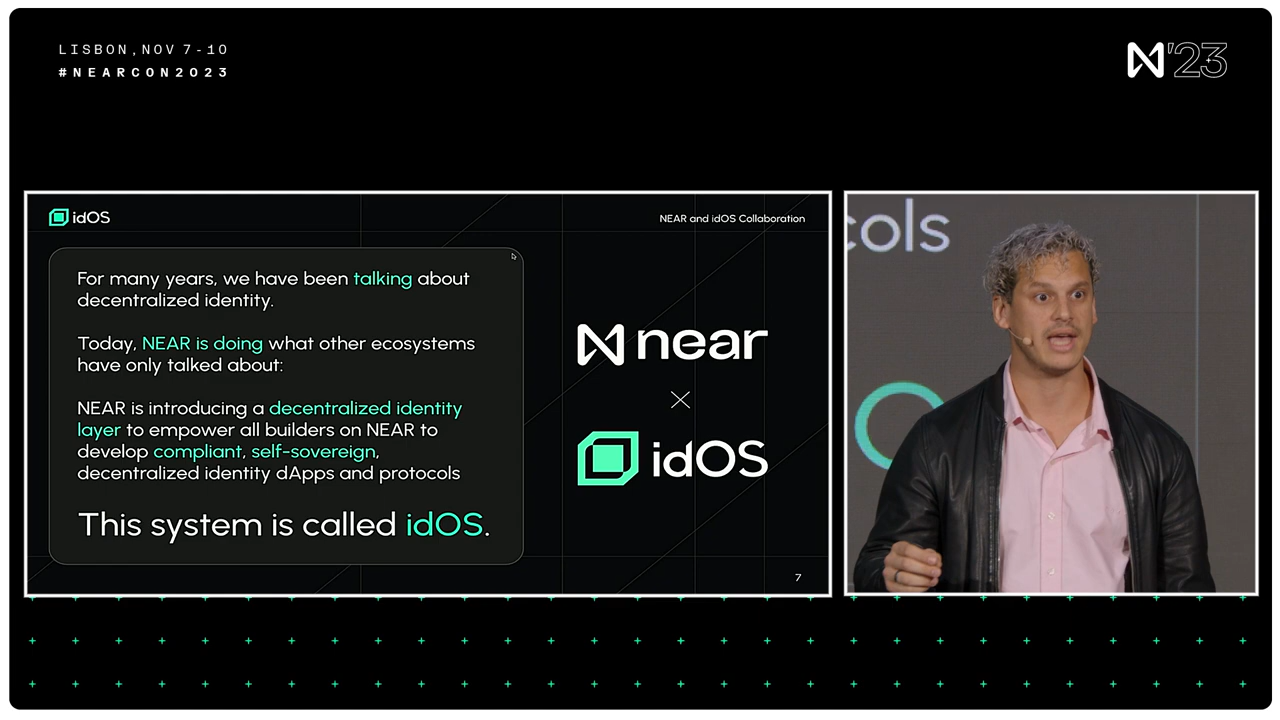 LISBON, NOV 7-10
#NEARCON2023
N'23
idOS
NEAR and idOS Collaboration
For many years, we have been talking about
decentralized identity.
Today, NEAR is doing what other ecosystems
have only talked about:
NEAR is introducing a decentralized identity
layer to empower all builders on NEAR to
develop compliant, self-sovereign,
decentralized identity dApps and protocols
This system is called idOS.
near
idOS
7
cols